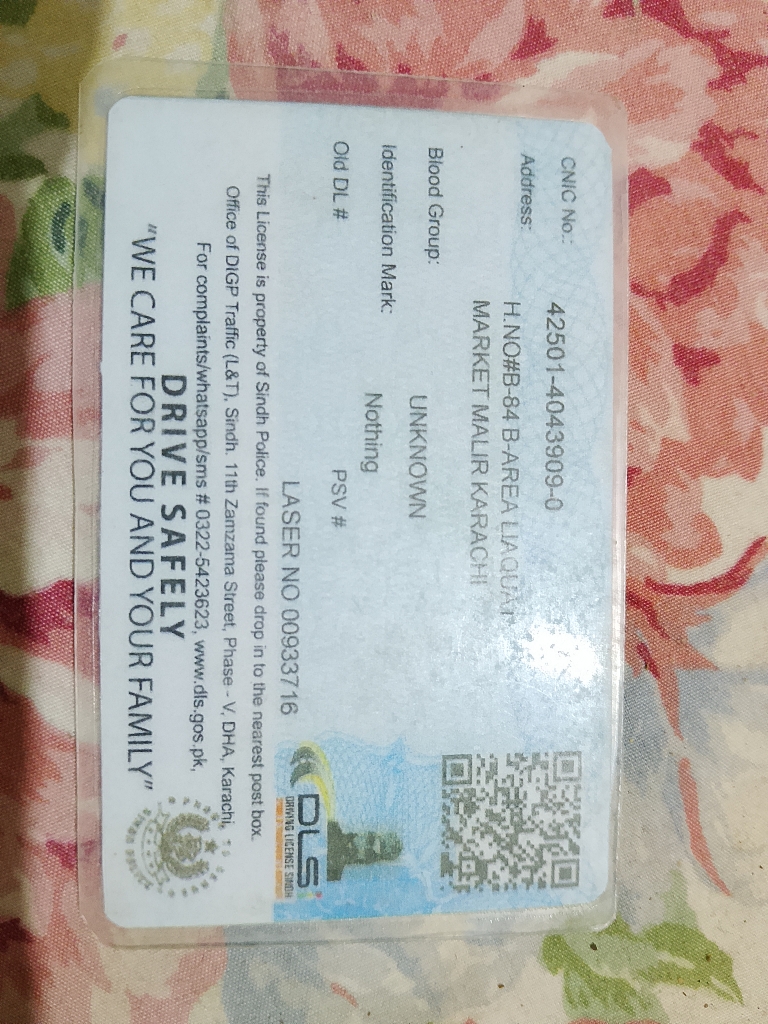 CNIC No.: 42501-4043909-0
Address: H.NO#B-84 B-AREA LIAQUAT
MARKET MALIR KARACHI
Blood Group: UNKNOWN
Identification Mark: Nothing
Old DL # PSV #
LASER NO 00933716
DLS
DRIVING LICENSE SINDH
This License is property of Sindh Police. If found please drop in to the nearest post box.
Office of DIGP Traffic (L&T), Sindh. 11th Zamzama Street, Phase - V, DHA, Karachi,
For complaints/whatsapp/sms # 0322-5423623, www.dls.gos.pk,
DRIVE SAFELY
"WE CARE FOR YOU AND YOUR FAMILY"